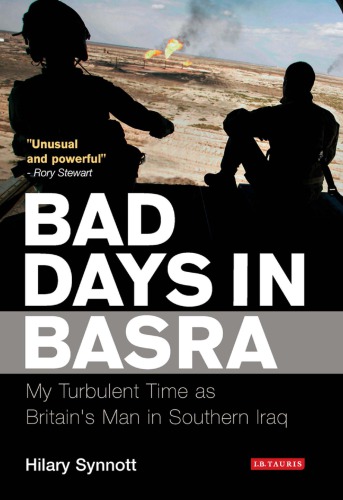 "Unusual
and powerful"
- Rory Stewart
BAD
DAYS IN
BASRA
My Turbulent Time as
Britain's Man in Southern Iraq
Hilary Synnott
I.B.TAURIS